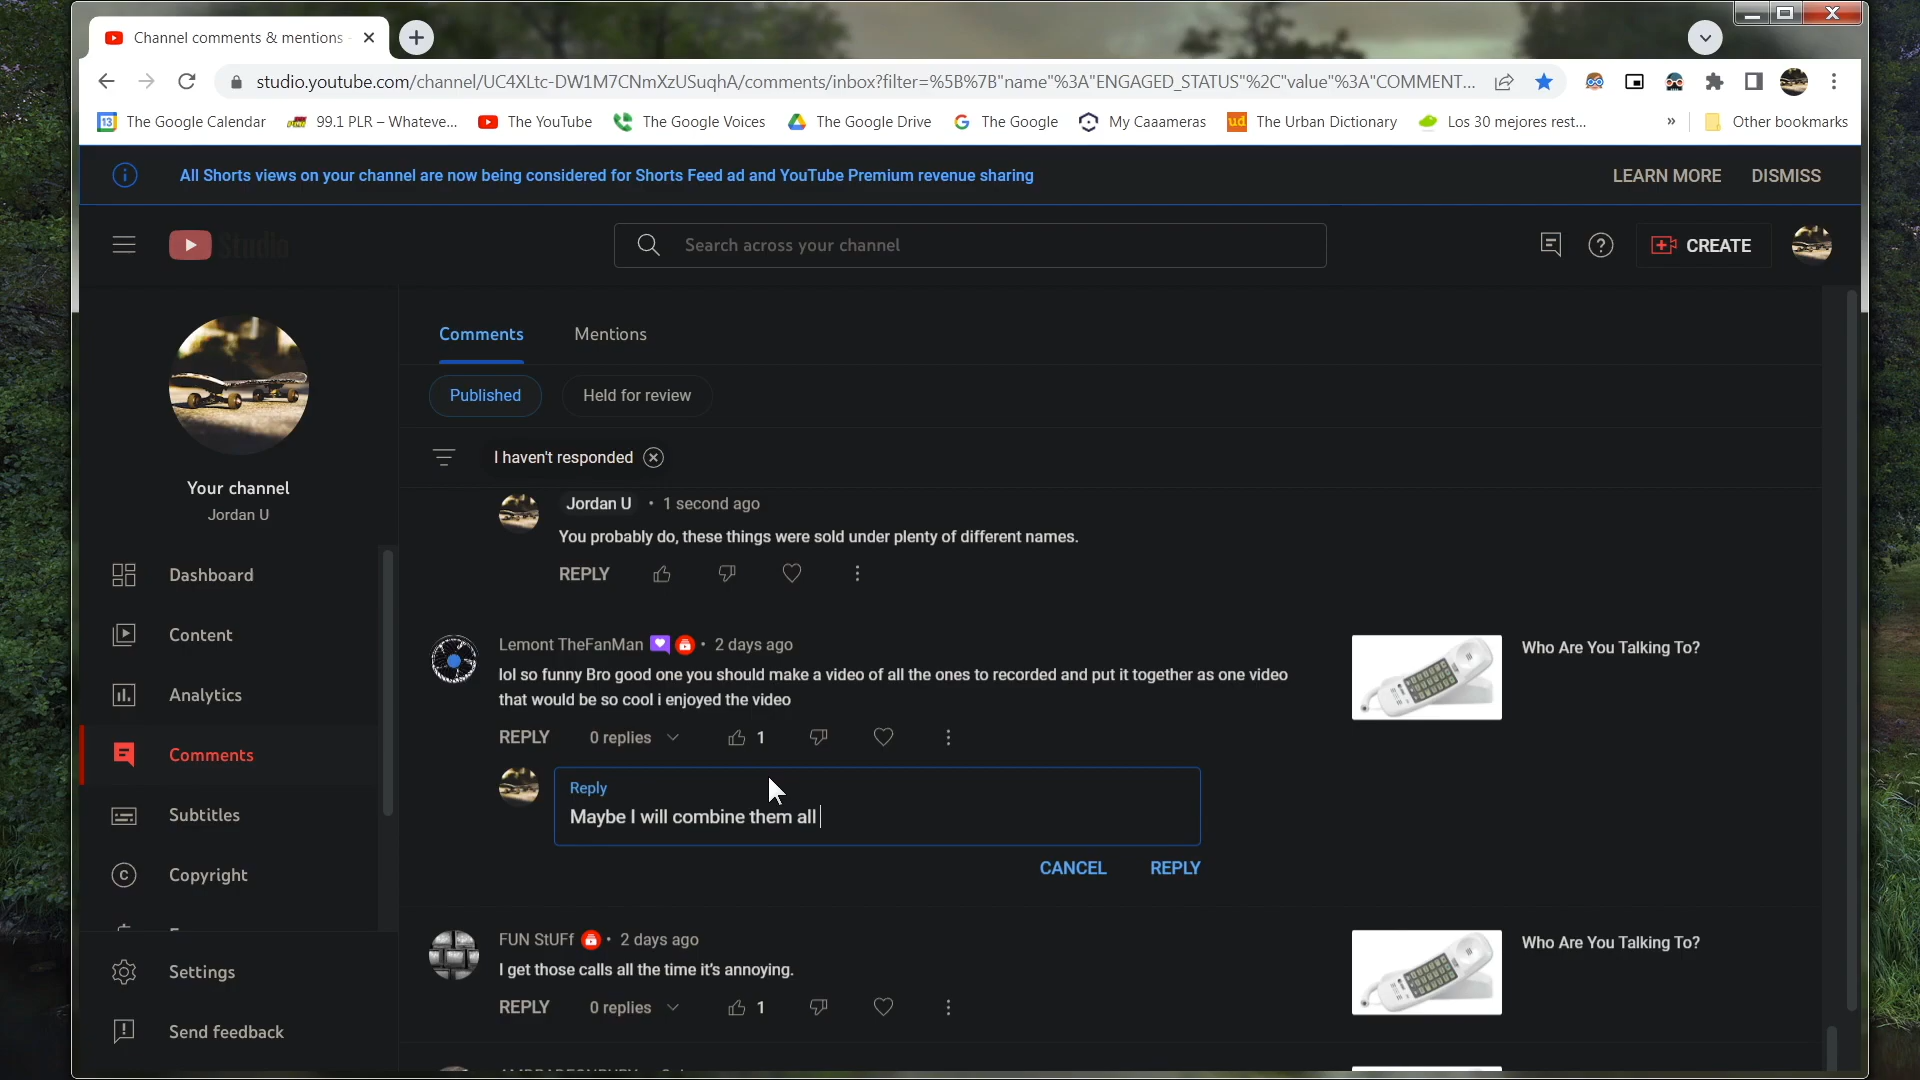 Channel comments & mentions
studio.youtube.com/channel/UC4XLtc-DW1M7CNmXzUSuqhA/comments/inbox?filter=%5B%7B"name"%3A"ENGAGED_STATUS"%2C"value"%3A"COMMENT...
13 The Google Calendar 99.1 PLR – Whateve... The YouTube The Google Voices The Google Drive The Google My Caaameras ud The Urban Dictionary Los 30 mejores rest... » Other bookmarks
All Shorts views on your channel are now being considered for Shorts Feed ad and YouTube Premium revenue sharing LEARN MORE DISMISS
Studio Search across your channel CREATE
Your channel
Jordan U
Dashboard
Content
Analytics
Comments
Subtitles
Copyright
Settings
Send feedback
Comments Mentions
Published Held for review
I haven't responded
Jordan U • 1 second ago
You probably do, these things were sold under plenty of different names.
REPLY
Lemont TheFanMan • 2 days ago
lol so funny Bro good one you should make a video of all the ones to recorded and put it together as one video
that would be so cool i enjoyed the video
REPLY 0 replies 1
Who Are You Talking To?
Reply
Maybe I will combine them all
CANCEL REPLY
FUN StUFf • 2 days ago
I get those calls all the time it's annoying.
REPLY 0 replies 1
Who Are You Talking To?